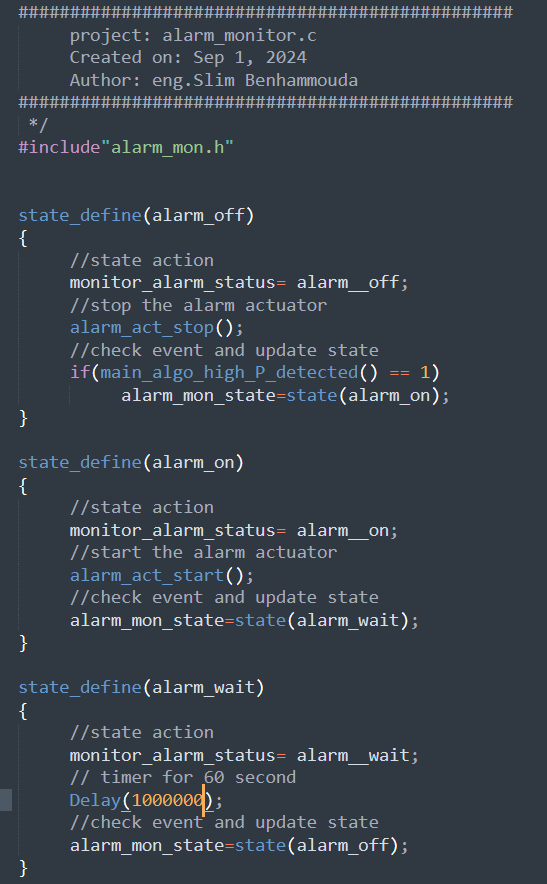 ################################################
project: alarm_monitor.c
Created on: Sep 1, 2024
Author: eng.Slim Benhammouda
################################################
*/
#include"alarm_mon.h"
state_define(alarm_off)
{
//state action
monitor_alarm_status= alarm__off;
//stop the alarm actuator
alarm_act_stop();
//check event and update state
if(main_algo_high_P_detected() == 1)
alarm_mon_state=state(alarm_on);
}
state_define(alarm_on)
{
//state action
monitor_alarm_status= alarm__on;
//start the alarm actuator
alarm_act_start();
//check event and update state
alarm_mon_state=state(alarm_wait);
}
state_define(alarm_wait)
{
//state action
monitor_alarm_status= alarm__wait;
// timer for 60 second
Delay(1000000);
//check event and update state
alarm_mon_state=state(alarm_off);
}